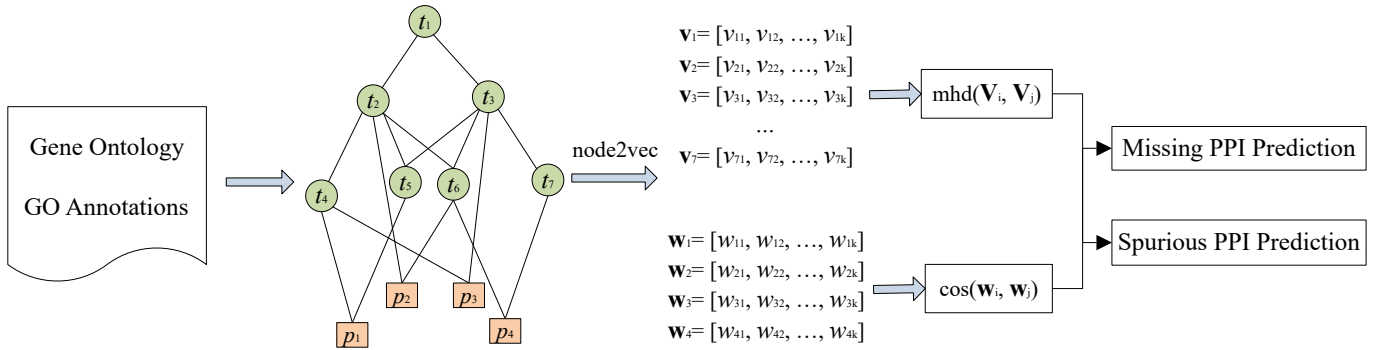 Gene Ontology
GO Annotations
t1
t2
t3
t4
t5
t6
t7
p1
p2
p3
p4
node2vec
v1= [v11, v12, …, v1k]
v2= [v21, v22, …, v2k]
v3= [v31, v32, …, v3k]
…
v7= [v71, v72, …, v7k]
w1= [w11, w12, …, w1k]
w2= [w21, w22, …, w2k]
w3= [w31, w32, …, w3k]
w4= [w41, w42, …, w4k]
mhd(Vi, Vj)
cos(wi, wj)
Missing PPI Prediction
Spurious PPI Prediction